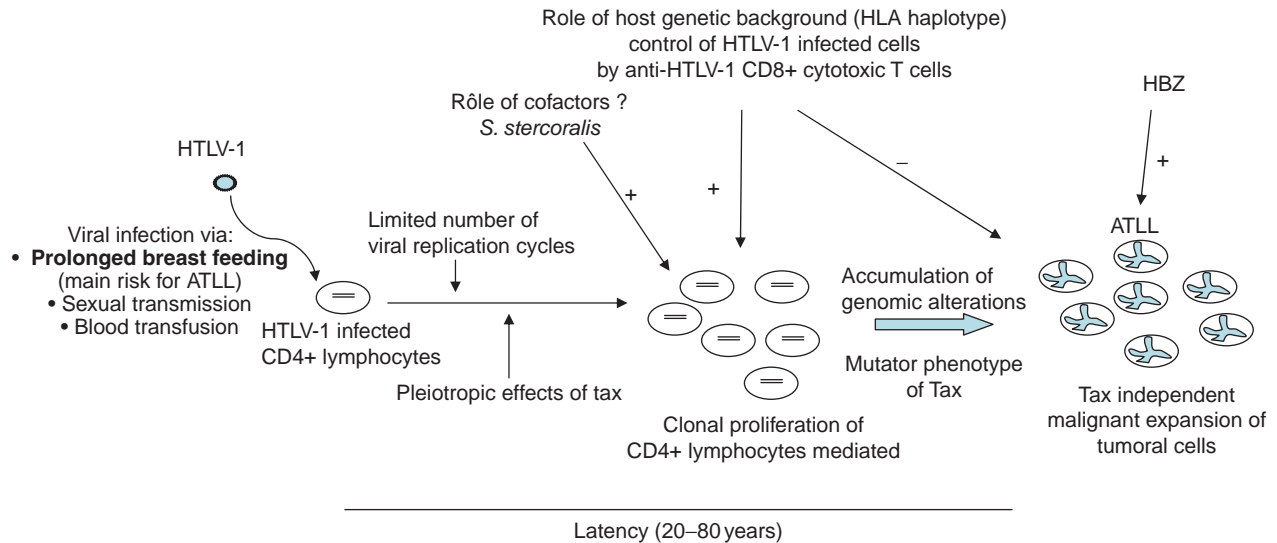 Role of host genetic background (HLA haplotype)
control of HTLV-1 infected cells
by anti-HTLV-1 CD8+ cytotoxic T cells
HBZ
Rôle of cofactors ?
S. stercoralis
HTLV-1
–
+
+
+
Viral infection via:
• Prolonged breast feeding
(main risk for ATLL)
• Sexual transmission
• Blood transfusion
Limited number of
viral replication cycles
ATLL
HTLV-1 infected
CD4+ lymphocytes
Accumulation of
genomic alterations
Pleiotropic effects of tax
Mutator phenotype
of Tax
Clonal proliferation of
CD4+ lymphocytes mediated
Tax independent
malignant expansion of
tumoral cells
Latency (20–80 years)